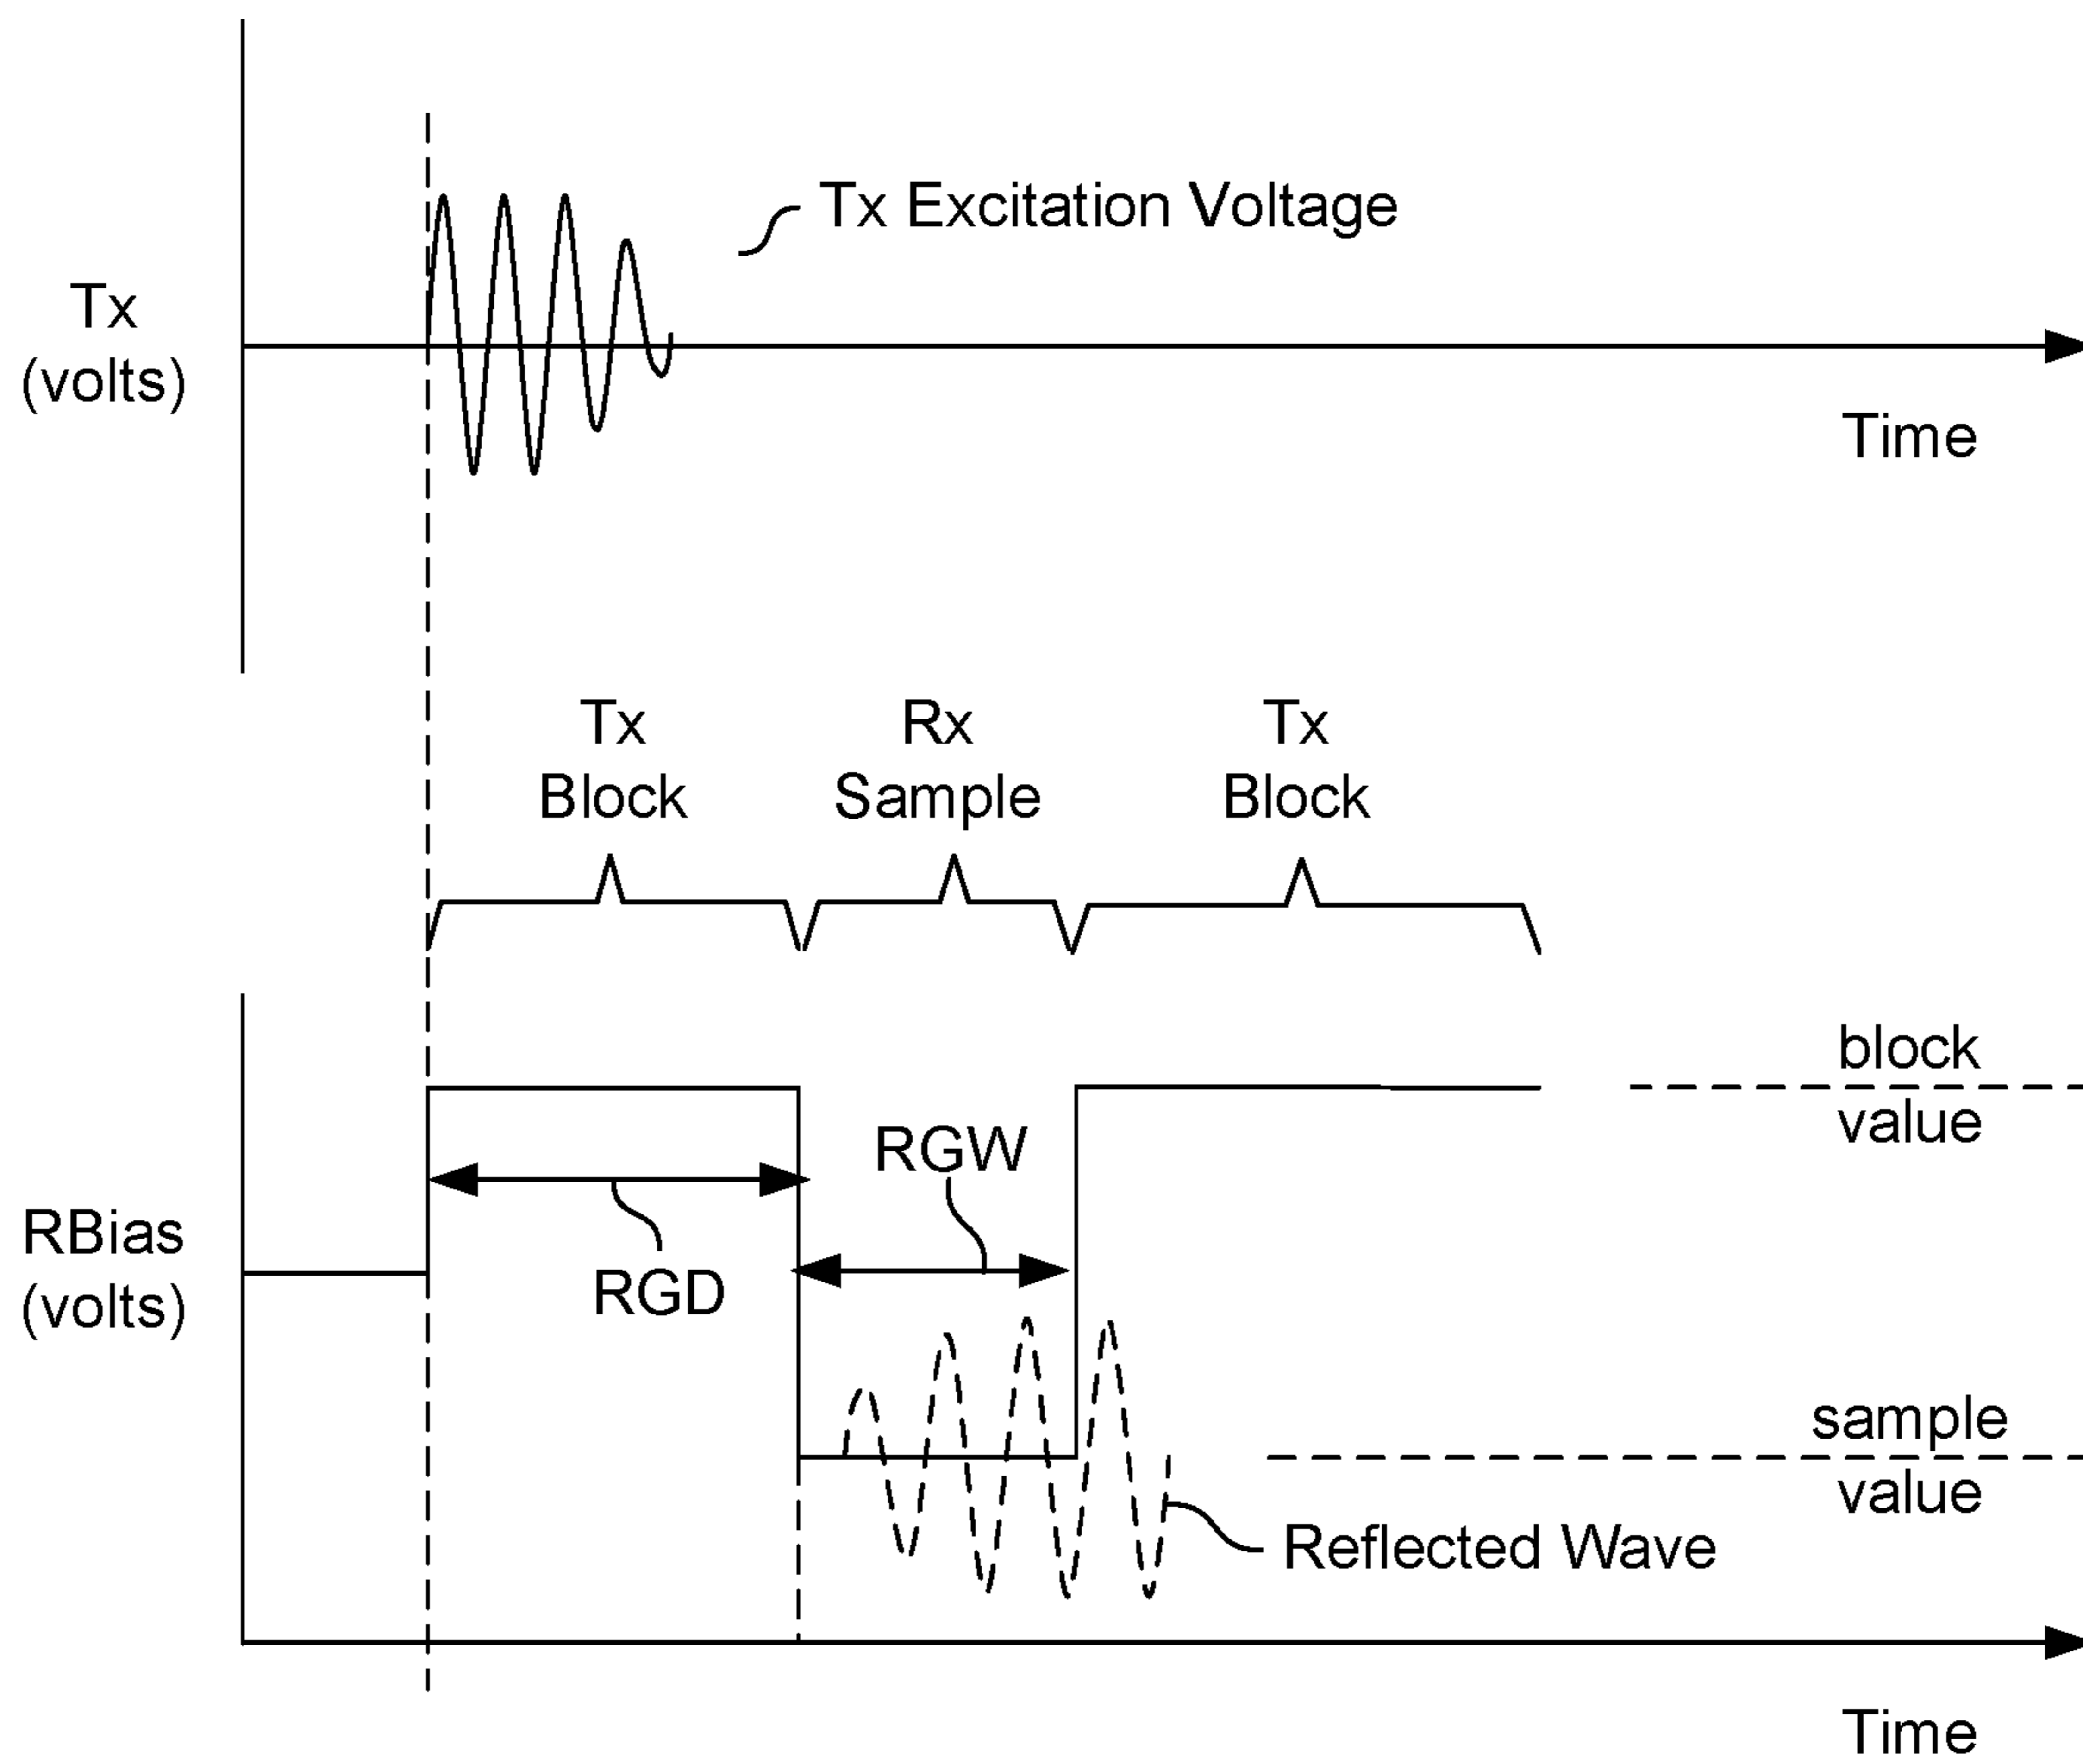 Tx Excitation Voltage
Tx
(volts)
Time
Tx
Block
Rx
Sample
Tx
Block
block
value
RGW
RBias
(volts)
RGD
sample
value
Reflected Wave
Time